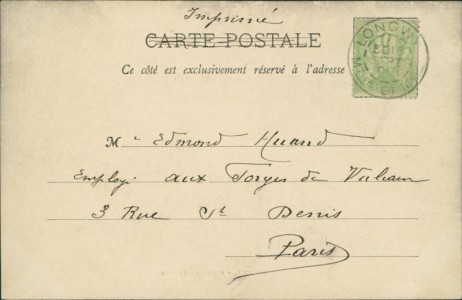 Imprimé
CARTE POSTALE
Ce côté est exclusivement réservé à l'adresse
M. Edmond Huard
Employé aux Forges de Vulcain
3 Rue St Denis
Paris
LONGWY